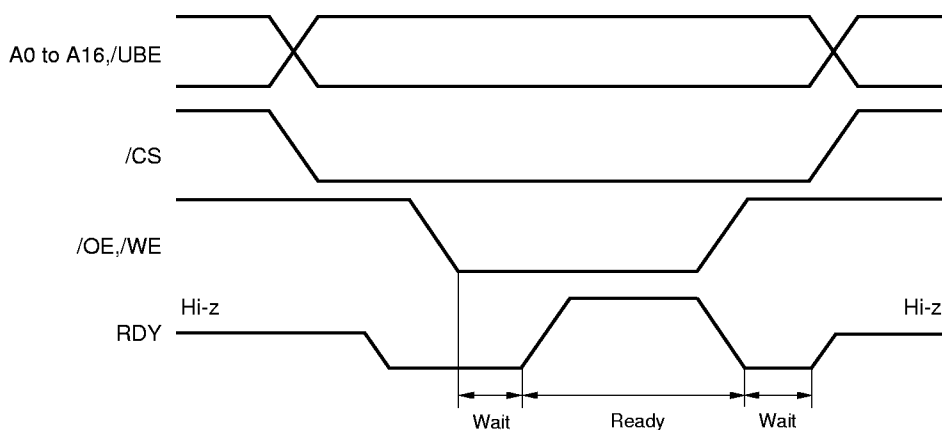 A0 to A16,/UBE
/CS
/OE,/WE
Hi-z
Hi-z
RDY
Wait
Ready
Wait